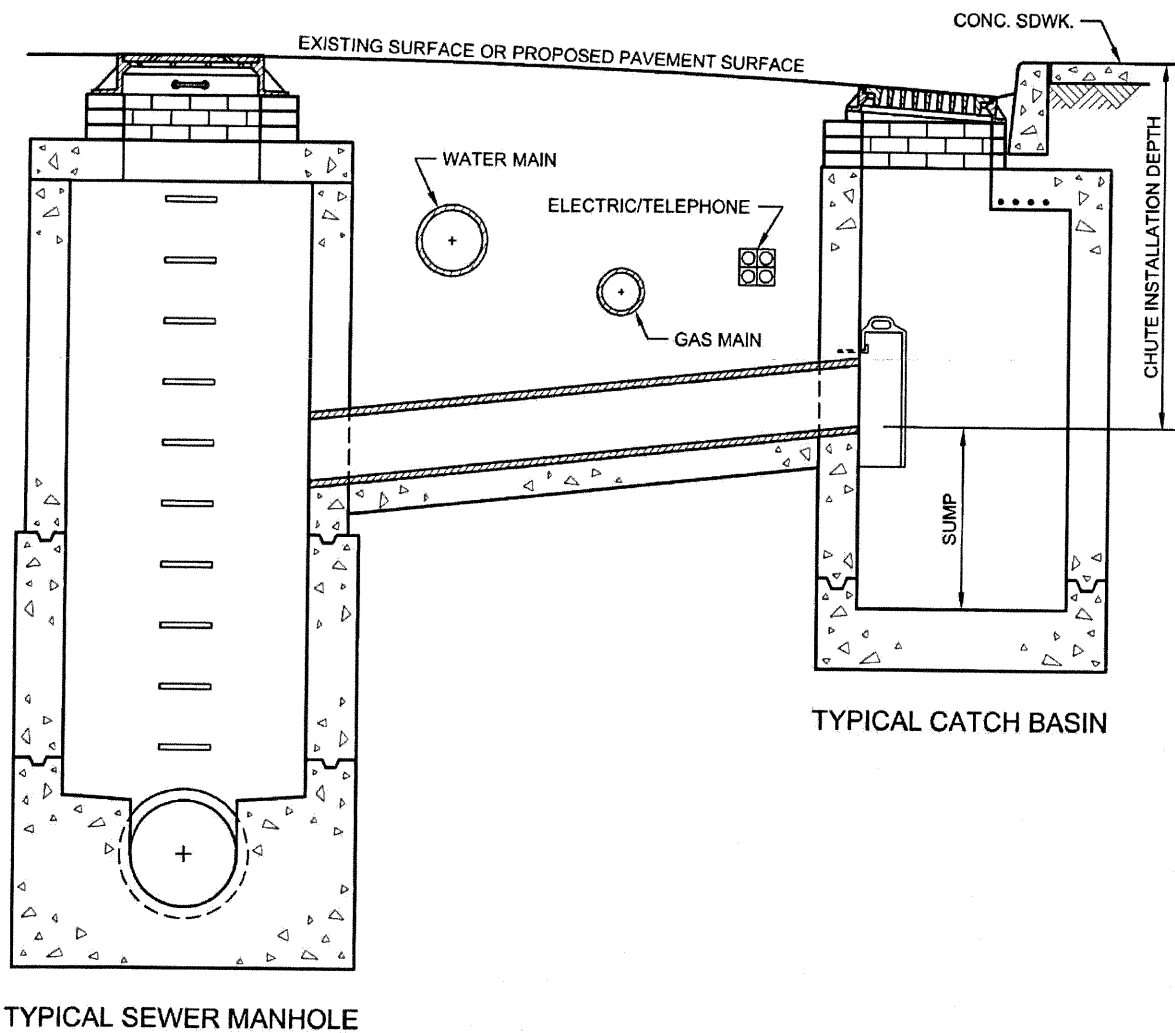 CONC. SDWK.
EXISTING SURFACE OR PROPOSED PAVEMENT SURFACE
WATER MAIN
ELECTRIC/TELEPHONE
GAS MAIN
CHUTE INSTALLATION DEPTH
SUMP
TYPICAL CATCH BASIN
TYPICAL SEWER MANHOLE